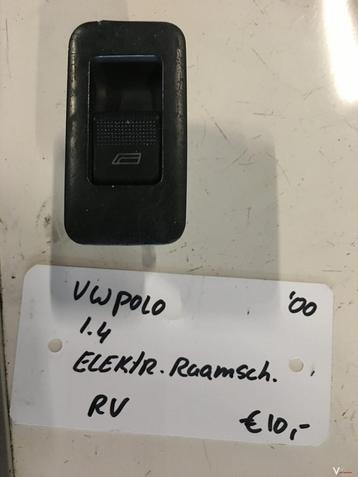 VW POLO '00
1.4
ELEKTR. Raamsch.
RV €10,-